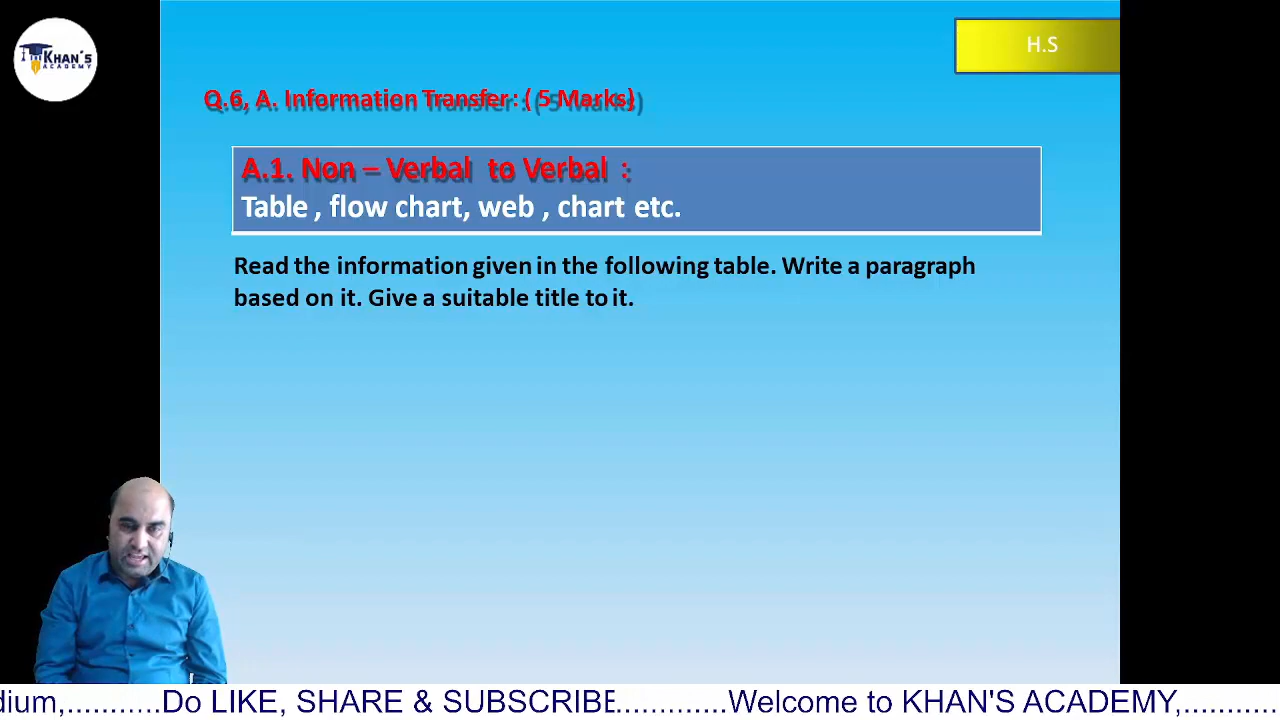 KHAN'S
ACADEMY
H.S
Q.6, A. Information Transfer : ( 5 Marks)
A.1. Non – Verbal to Verbal :
Table , flow chart, web , chart etc.
Read the information given in the following table. Write a paragraph
based on it. Give a suitable title to it.
dium,..........Do LIKE, SHARE & SUBSCRIBE.............Welcome to KHAN'S ACADEMY,..........